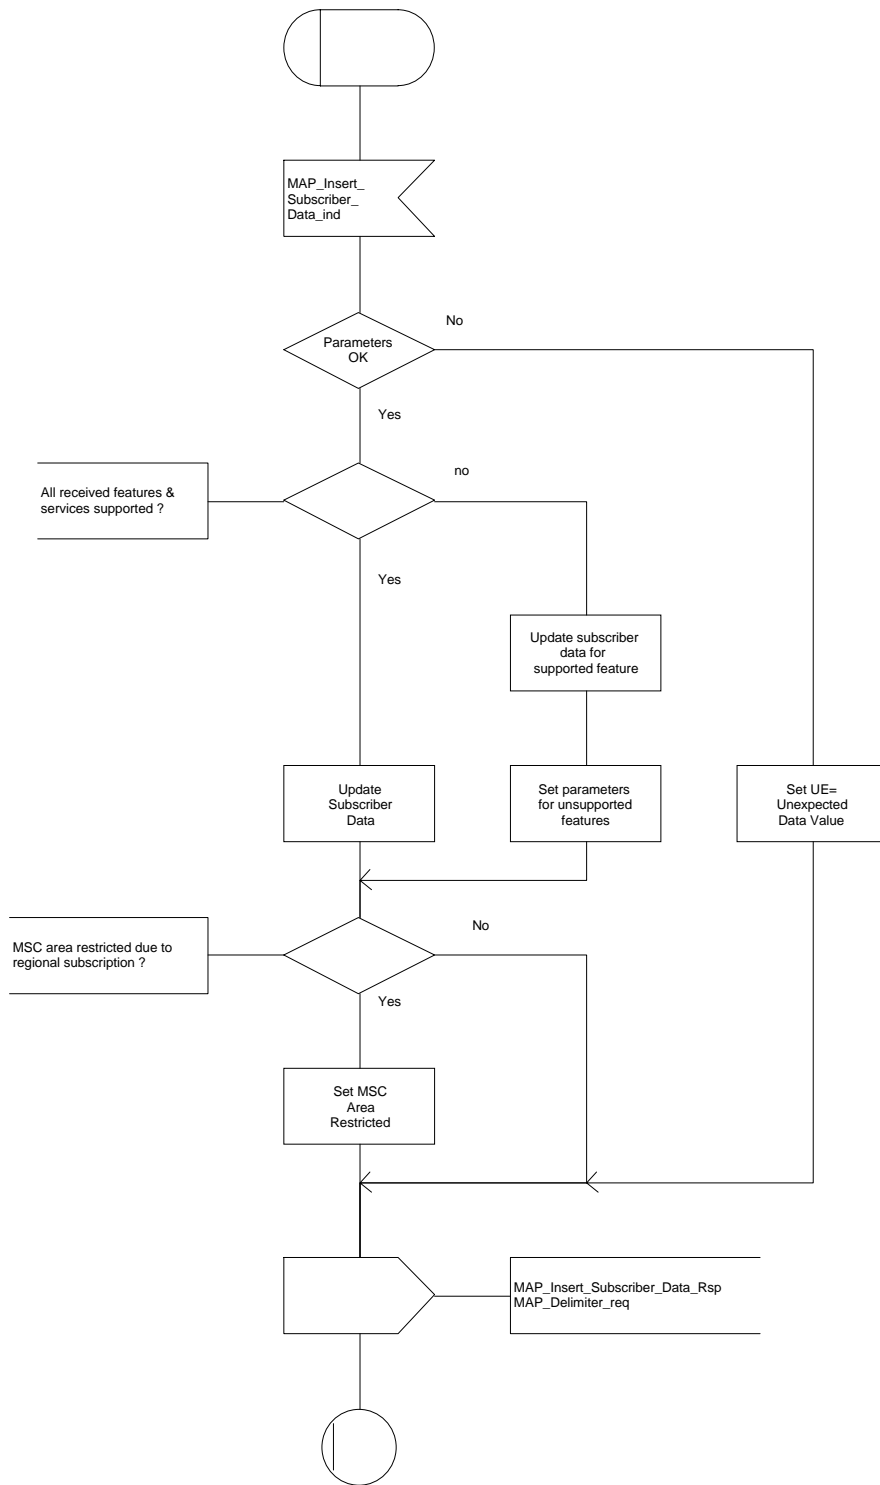 MAP_Insert_
Subscriber_
Data_ind
No
Parameters
OK
Yes
no
All received features &
services supported ?
Yes
Update subscriber
data for
supported feature
Update
Subscriber
Data
Set parameters
for unsupported
features
Set UE=
Unexpected
Data Value
No
MSC area restricted due to
regional subscription ?
Yes
Set MSC
Area
Restricted
MAP_Insert_Subscriber_Data_Rsp
MAP_Delimiter_req